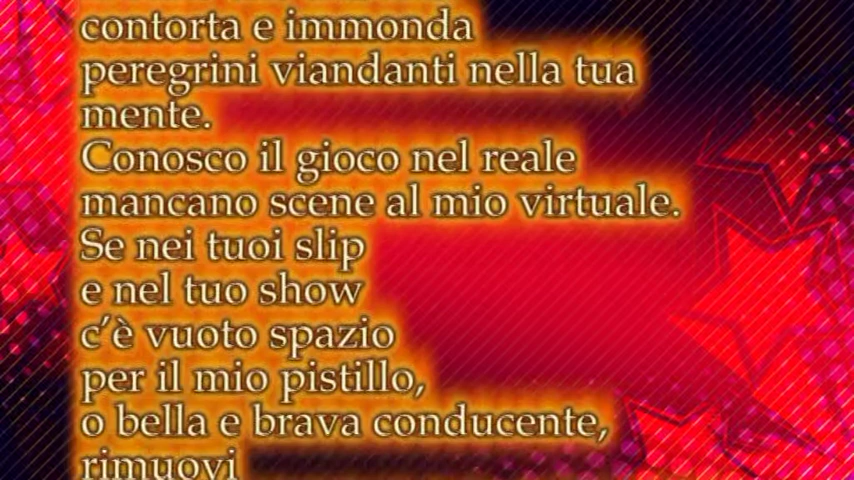 contorta e immonda
peregrini viandanti nella tua
mente.
Conosco il gioco nel reale
mancano scene al mio virtuale.
Se nei tuoi slip
e nel tuo show
c'è vuoto spazio
per il mio pistillo,
o bella e brava conducente,
rimuovi